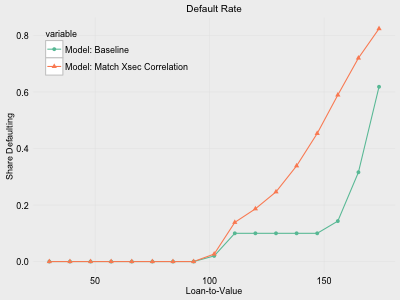 Default Rate
variable
Model: Baseline
Model: Match Xsec Correlation
Share Defaulting
0.8
0.6
0.4
0.2
0.0
50
100
150
Loan-to-Value